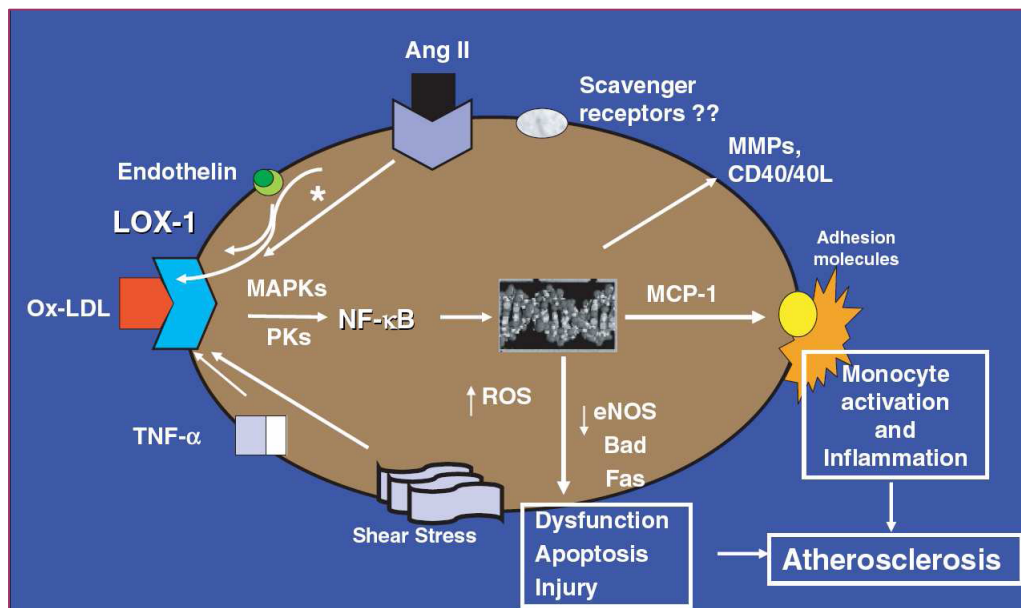 Ang II
Scavenger
receptors ??
MMPs,
CD40/40L
Endothelin
*
LOX-1
Adhesion
molecules
Ox-LDL
MAPKs
PKs
NF-κB
MCP-1
ROS
eNOS
Bad
Fas
TNF-α
Shear Stress
Monocyte
activation
and
Inflammation
Dysfunction
Apoptosis
Injury
Atherosclerosis